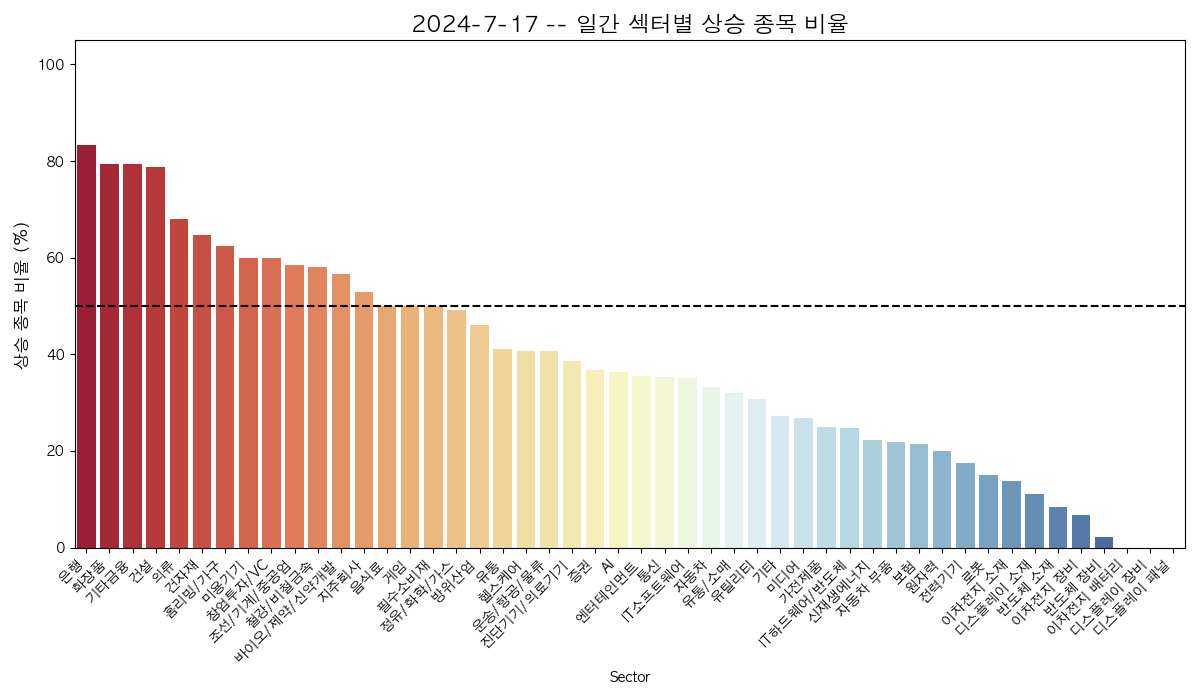 2024-7-17 -- 일간 섹터별 상승 종목 비율
상승 종목 비율 (%)
100
80
60
40
20
0
은행
화장품
기타금융
건설
의류
건자재
홈리빙/가구
미용기기
창업투자/VC
조선/기계/중공업
철강/비철금속
바이오/제약/신약개발
지주회사
음식료
게임
필수소비재
정유/화학/가스
방위산업
유통
헬스케어
운송/항공/물류
진단기기/의료기기
증권
AI
엔터테인먼트
통신
IT소프트웨어
자동차
유통/소매
유틸리티
기타
미디어
가전제품
IT하드웨어/반도체
신재생에너지
자동차 부품
보험
원자력
전력기기
로봇
이차전지 소재
디스플레이 소재
반도체 소재
이차전지 장비
반도체 장비
이차전지 배터리
디스플레이 장비
디스플레이 패널
Sector